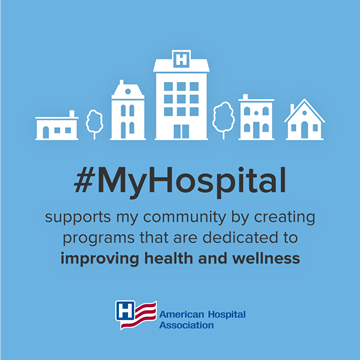 H
#MyHospital
supports my community by creating
programs that are dedicated to
improving health and wellness
H American Hospital
Association